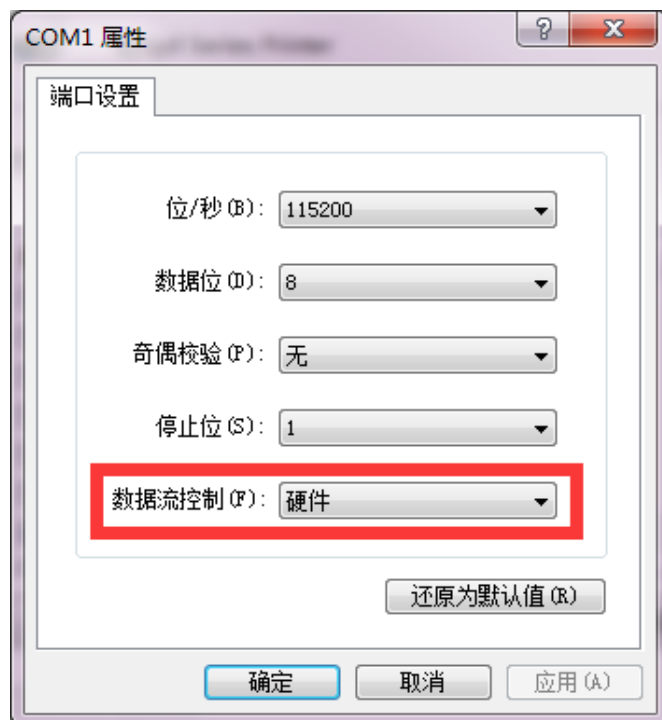 COM1 属性
端口设置
位/秒(B): 115200
数据位(D): 8
奇偶校验(P): 无
停止位(S): 1
数据流控制(F): 硬件
还原为默认值(R)
确定 取消 应用(A)